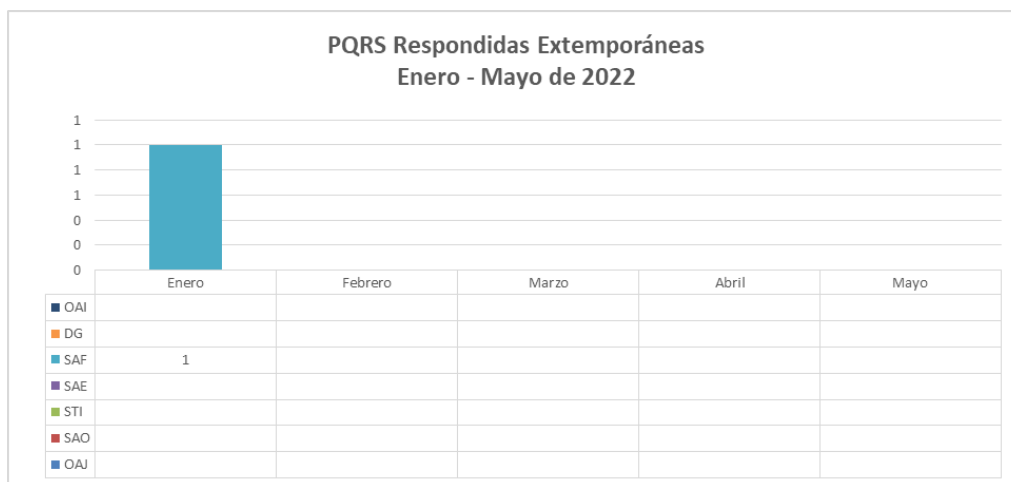 PQRS Respondidas Extemporáneas
Enero - Mayo de 2022
1
1
1
1
0
0
0
Enero Febrero Marzo Abril Mayo
OAI
DG
SAF 1
SAE
STI
SAO
OAJ